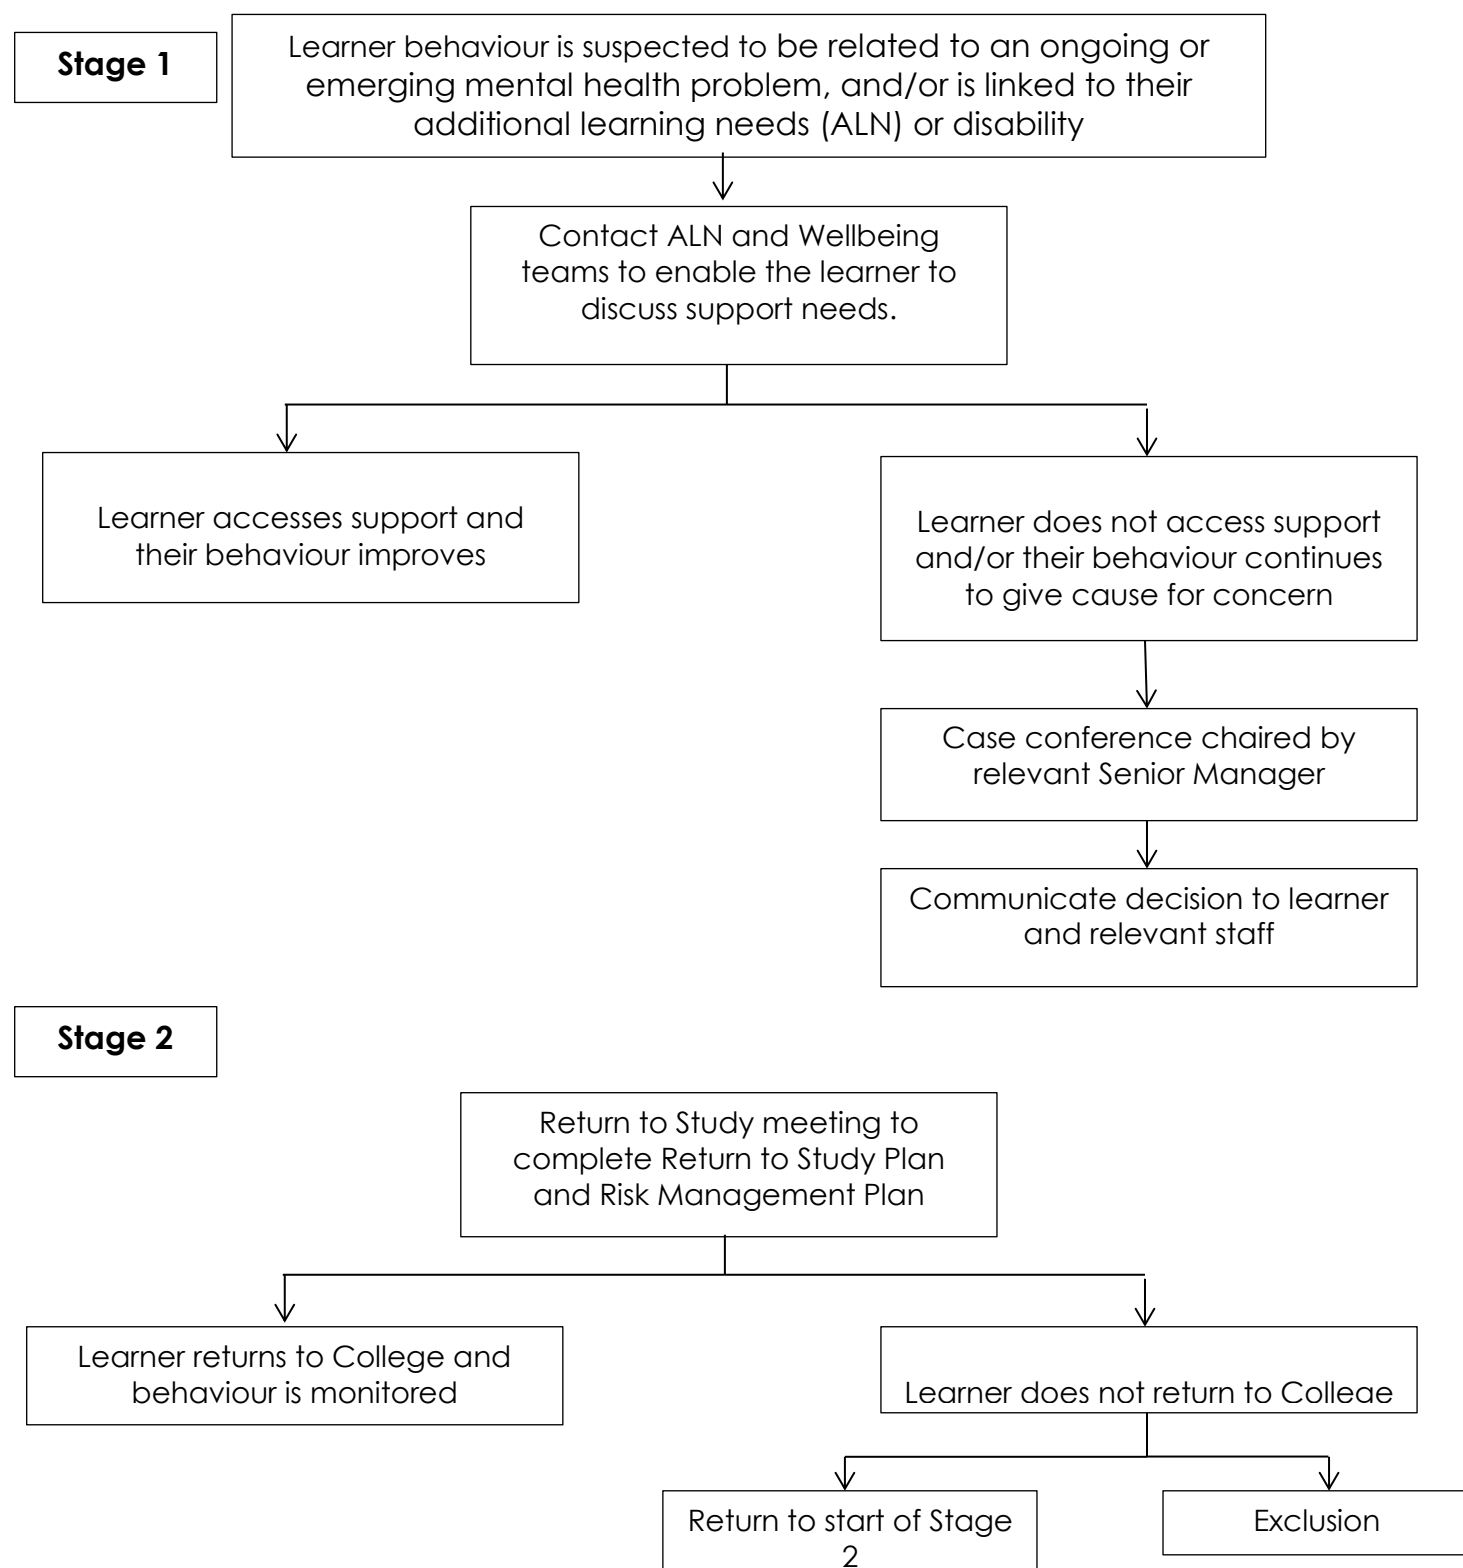 Stage 1
Learner behaviour is suspected to be related to an ongoing or
emerging mental health problem, and/or is linked to their
additional learning needs (ALN) or disability
Contact ALN and Wellbeing
teams to enable the learner to
discuss support needs.
Learner accesses support and
their behaviour improves
Learner does not access support
and/or their behaviour continues
to give cause for concern
Case conference chaired by
relevant Senior Manager
Communicate decision to learner
and relevant staff
Stage 2
Return to Study meeting to
complete Return to Study Plan
and Risk Management Plan
Learner returns to College and
behaviour is monitored
Learner does not return to College
Return to start of Stage
2
Exclusion